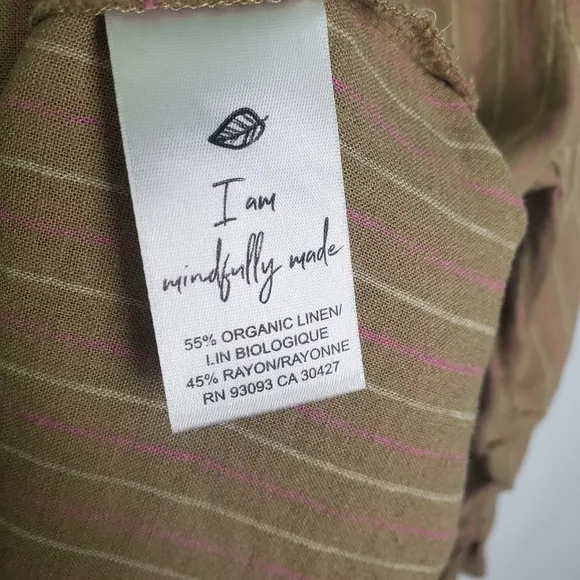 I am
mindfully made
55% ORGANIC LINEN/
LIN BIOLOGIQUE
45% RAYON/RAYONNE
RN 93093 CA 30427